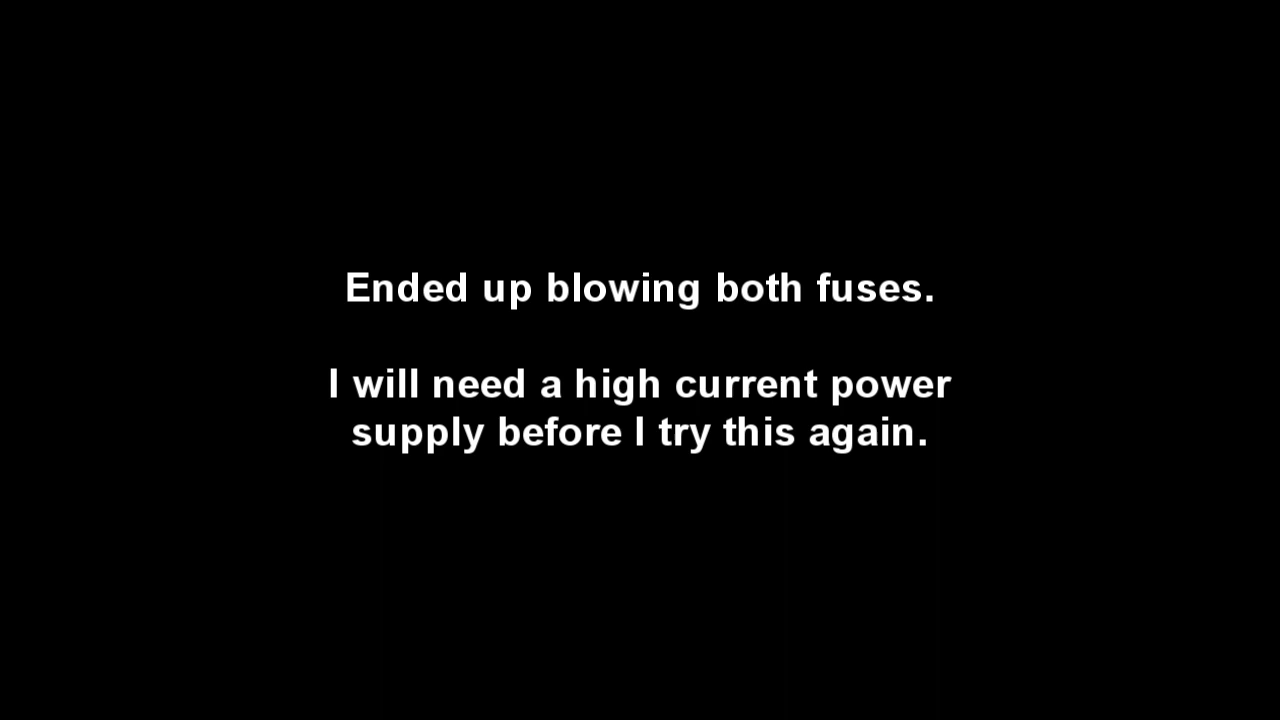 Ended up blowing both fuses.
I will need a high current power
supply before I try this again.